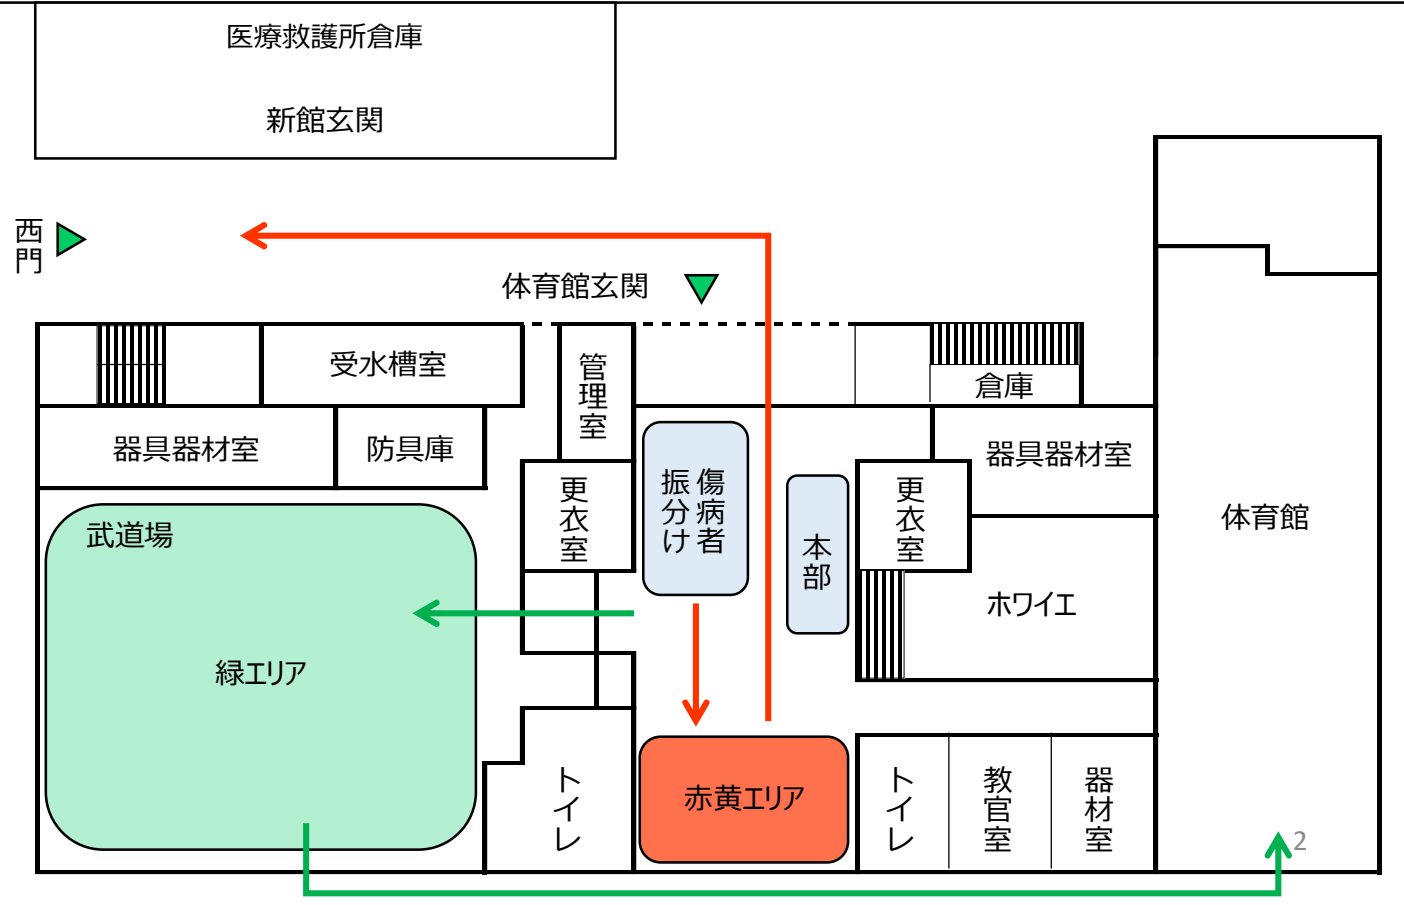 医療救護所倉庫
新館玄関
西門
体育館玄関
受水槽室
管理室
倉庫
器具器材室
防具庫
器具器材室
更衣室
傷病者
振分け
本部
更衣室
体育館
武道場
ホワイエ
緑エリア
赤黄エリア
トイレ
トイレ
教官室
器材室
2